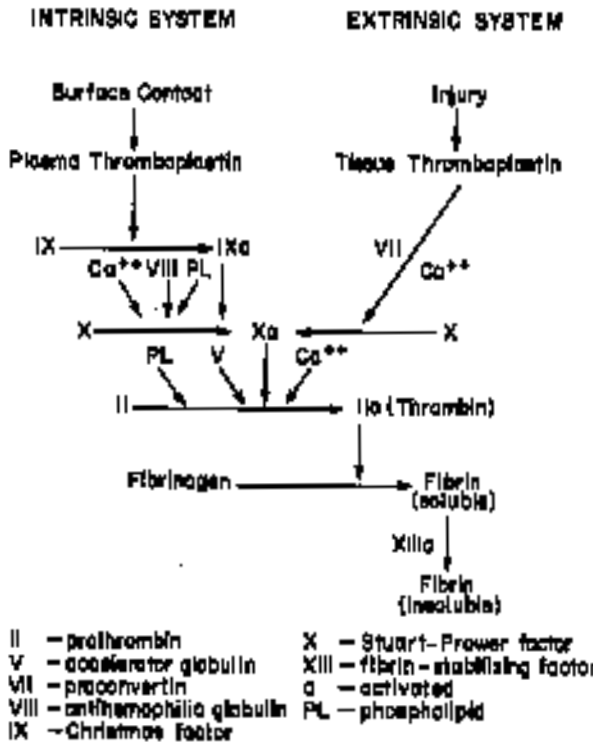 INTRINSIC SYSTEM EXTRINSIC SYSTEM
Surface Contact Injury
Plasma Thromboplastin Tissue Thromboplastin
IX IXa VII
Ca++ VIII PL Ca++
X Xa X
PL V Ca++
II IIa (Thrombin)
Fibrinogen Fibrin
(soluble)
XIIIa
Fibrin
(insoluble)
II — prothrombin
V — accelerator globulin
VII — proconvertin
VIII — antihemophilic globulin
IX — Christmas factor
X — Stuart-Prower factor
XIII — fibrin-stabilizing factor
a — activated
PL — phospholipid